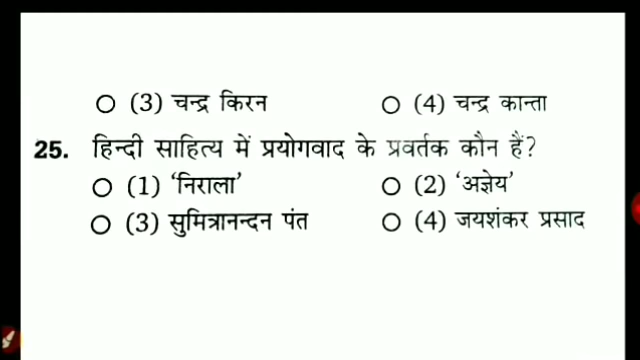 (3) चन्द्र किरन (4) चन्द्र कान्ता
25. हिन्दी साहित्य में प्रयोगवाद के प्रवर्तक कौन हैं?
(1) ‘निराला’ (2) ‘अज्ञेय’
(3) सुमित्रानन्दन पंत (4) जयशंकर प्रसाद